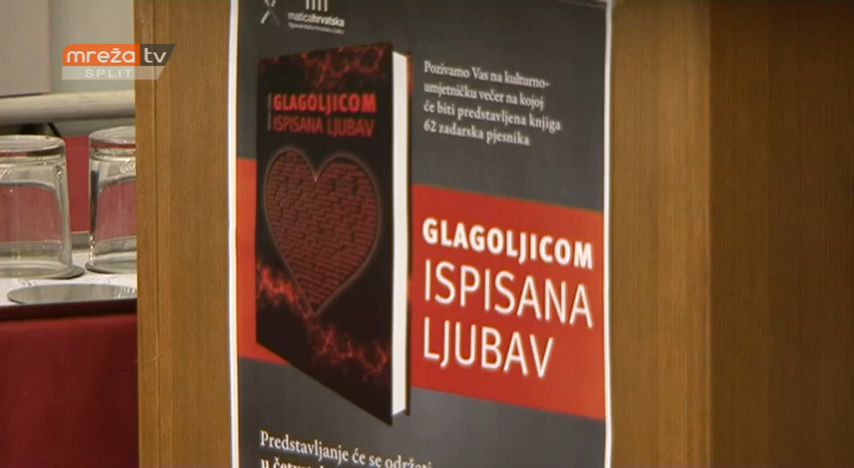 mreža tv
SPLIT
maticahrvatska
GLAGOLJICOM
ISPISANA LJUBAV
Pozivamo Vas na kulturno-
umjetničku večer na kojoj
će biti predstavljena knjiga
62 zadarska pjesnika
GLAGOLJICOM
ISPISANA
LJUBAV
Predstavljanje će se održati